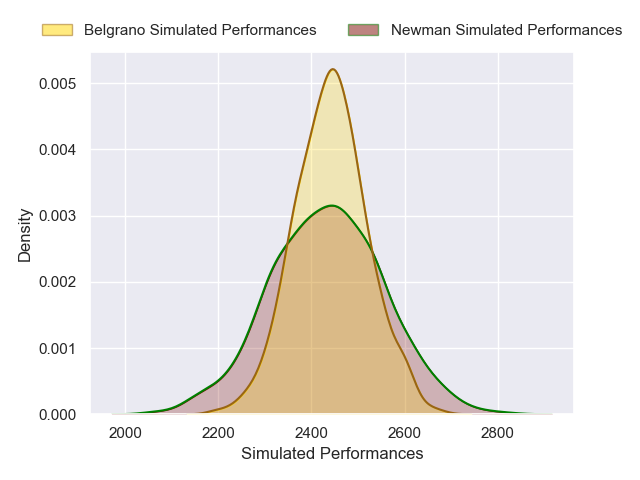 Belgrano Simulated Performances Newman Simulated Performances
0.005
0.004
0.003
0.002
0.001
0.000
Density
2000 2200 2400 2600 2800
Simulated Performances